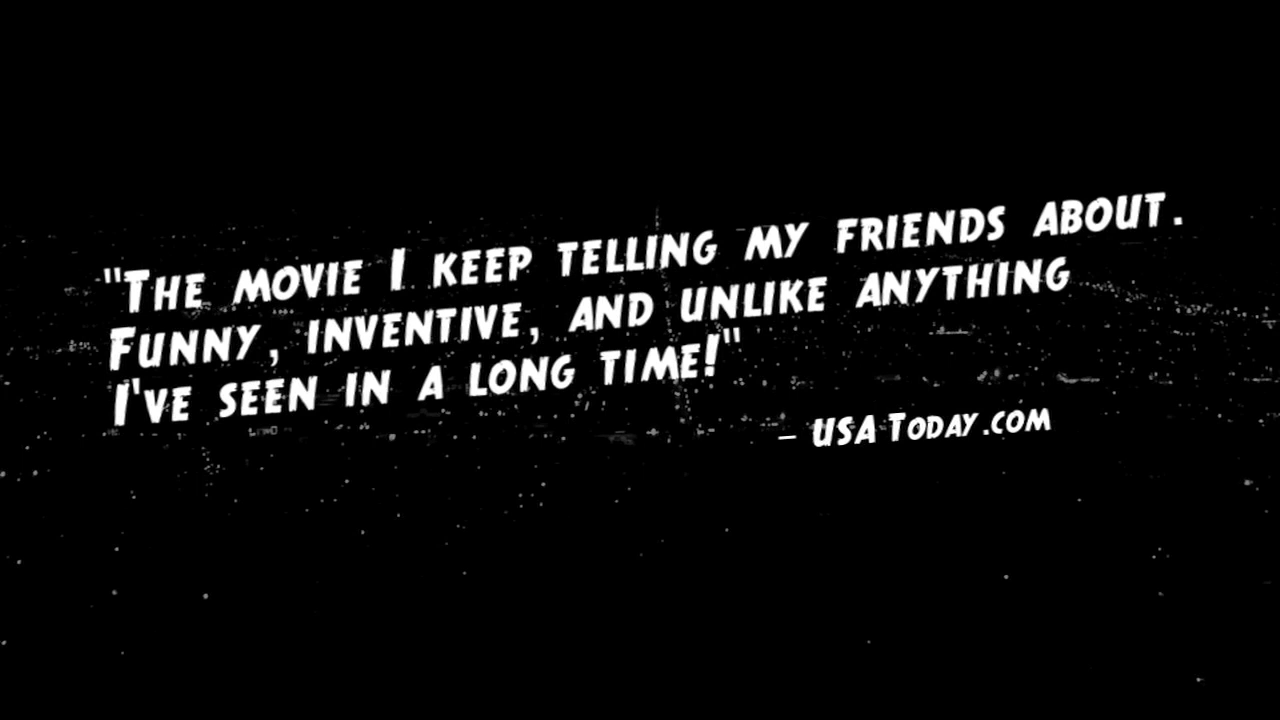 "The movie I keep telling my friends about.
Funny, inventive, and unlike anything
I've seen in a long time!"
– USA Today.com